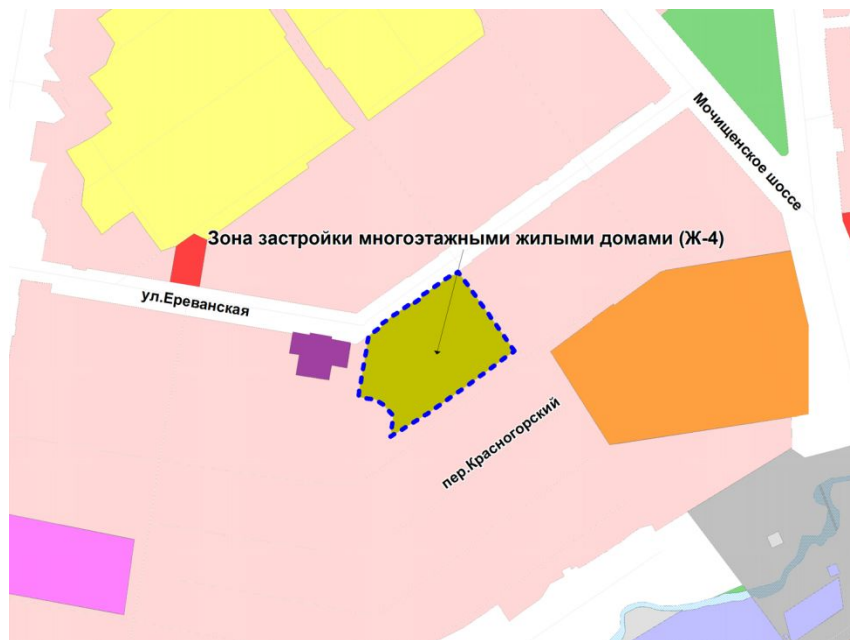 Мочищенское шоссе
Зона застройки многоэтажными жилыми домами (Ж-4)
ул.Ереванская
пер.Красногорский